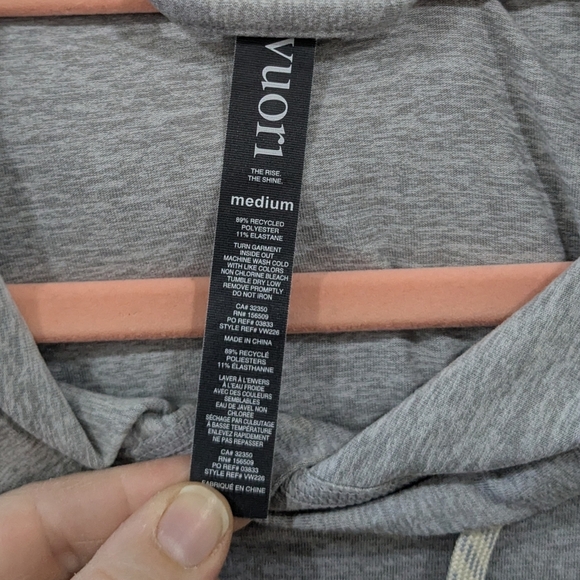 vuori
THE RISE.
THE SHINE.
medium
89% RECYCLED
POLYESTER
11% ELASTANE
TURN GARMENT
INSIDE OUT
MACHINE WASH COLD
WITH LIKE COLORS
NON CHLORINE BLEACH
TUMBLE DRY LOW
REMOVE PROMPTLY
DO NOT IRON
CA# 32350
RN# 156509
PO REF# 03833
STYLE REF# VW226
MADE IN CHINA
89% RECYCLÉ
POLIESTERS
11% ÉLASTHANNE
LAVER À L'ENVERS
À L'EAU FROIDE
AVEC DES COULEURS
SEMBLABLES
EAU DE JAVEL NON
CHLORÉE
SÉCHAGE PAR CULBUTAGE
À BASSE TEMPÉRATURE
ENLEVEZ RAPIDEMENT
NE PAS REPASSER
CA# 32350
RN# 156509
PO REF# 03833
STYLE REF# VW226
FABRIQUÉ EN CHINE